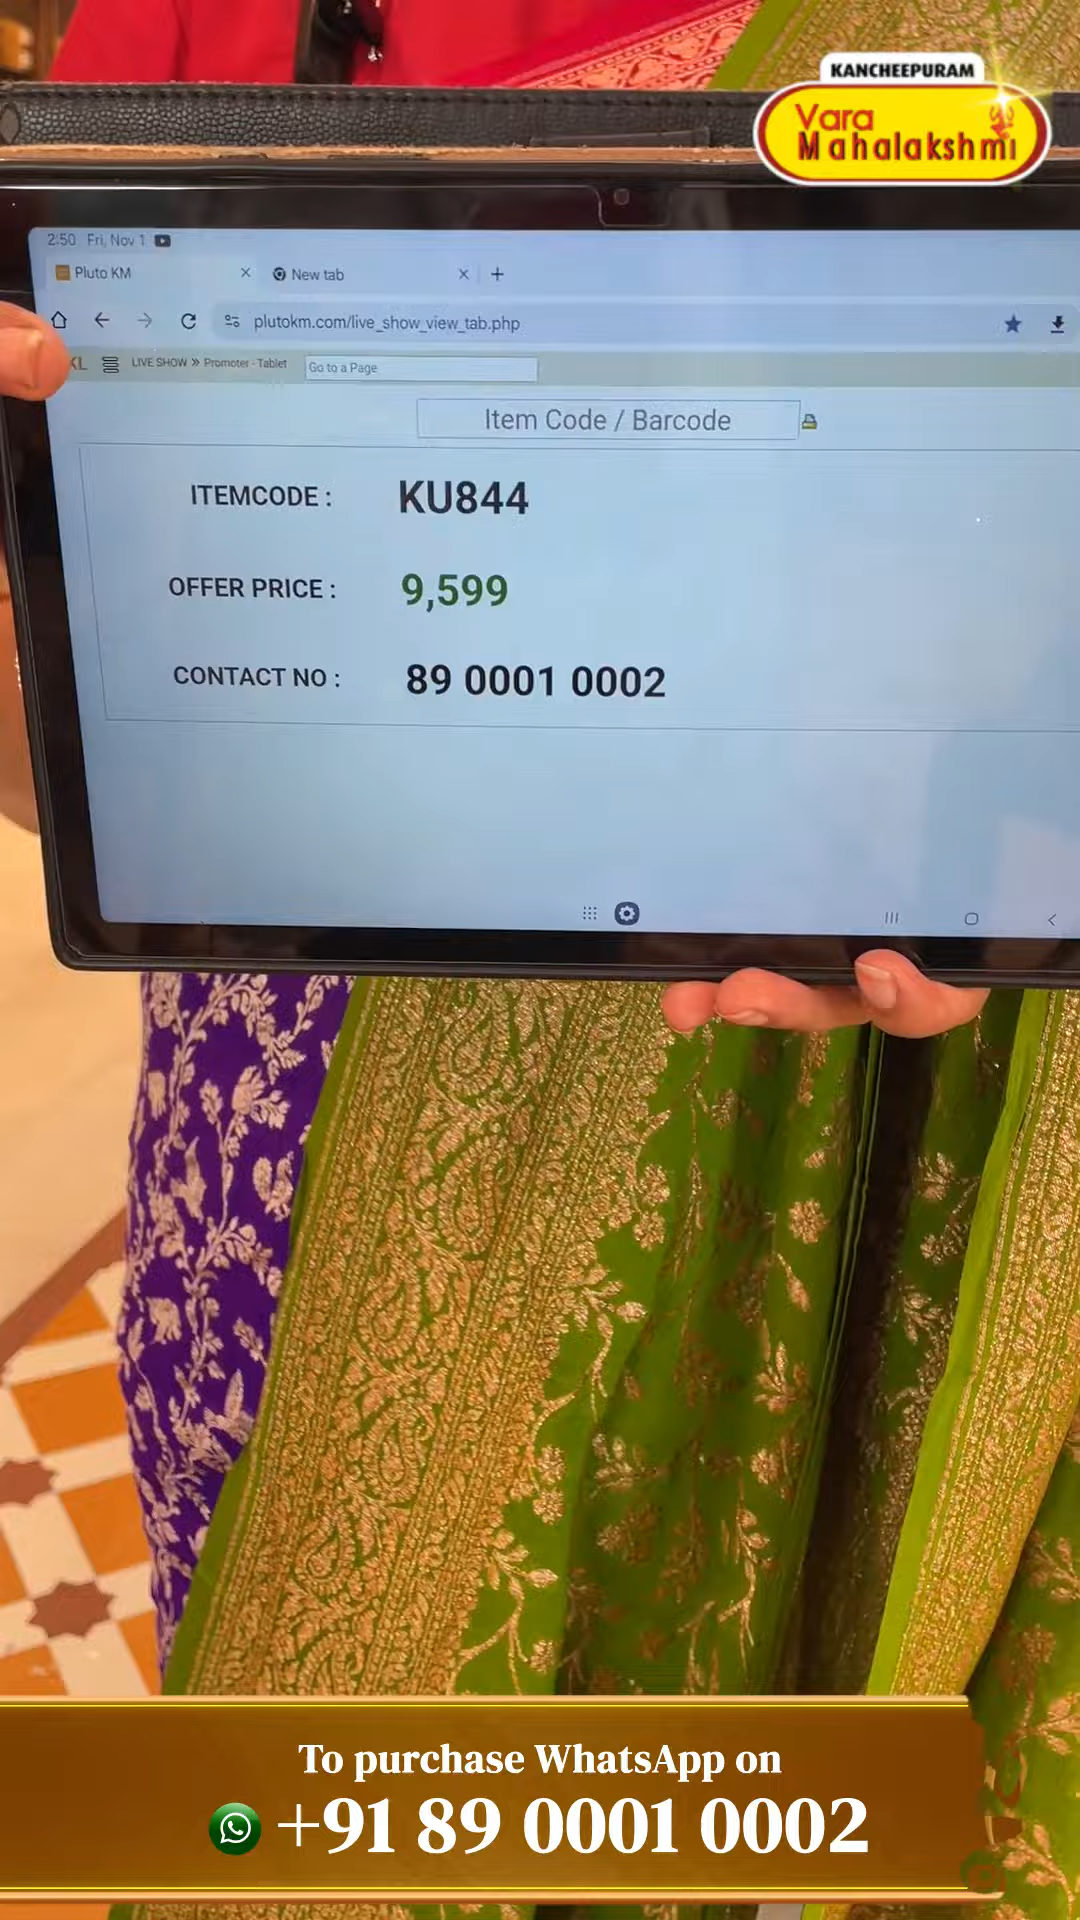 KANCHEEPURAM
Vara
Mahalakshmi
2:50 Fri, Nov 1
Pluto KM
New tab
plutokm.com/live_show_view_tab.php
KL LIVE SHOW » Promoter - Tablet Go to a Page
Item Code / Barcode
ITEMCODE : KU844
OFFER PRICE : 9,599
CONTACT NO : 89 0001 0002
To purchase WhatsApp on
+91 89 0001 0002